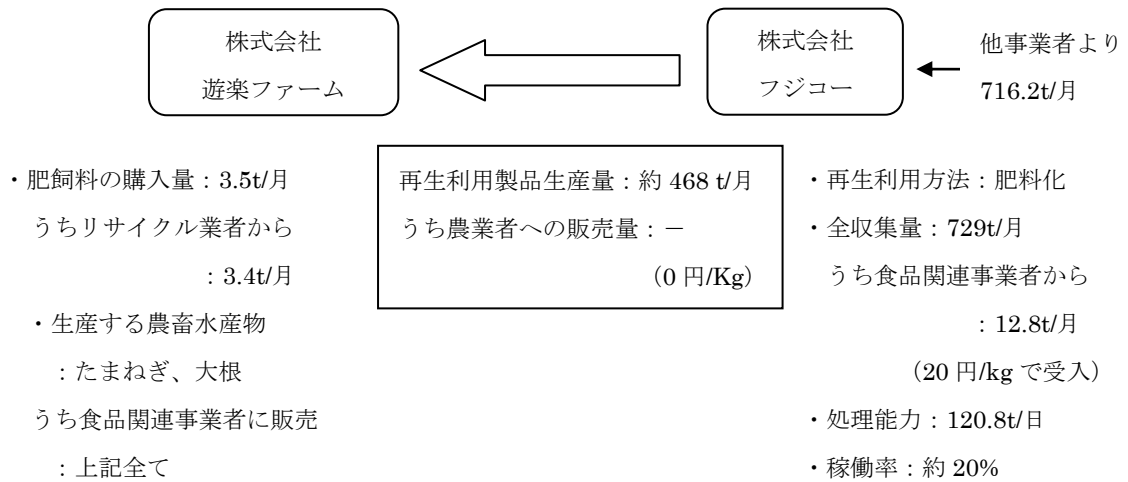 株式会社
遊楽ファーム
株式会社
フジコー
他事業者より
716.2t/月
・肥飼料の購入量：3.5t/月
うちリサイクル業者から
：3.4t/月
・生産する農畜水産物
：たまねぎ、大根
うち食品関連事業者に販売
：上記全て
再生利用製品生産量：約 468 t/月
うち農業者への販売量：－
（0 円/Kg）
・再生利用方法：肥料化
・全収集量：729t/月
うち食品関連事業者から
：12.8t/月
（20 円/kg で受入）
・処理能力：120.8t/日
・稼働率：約 20%